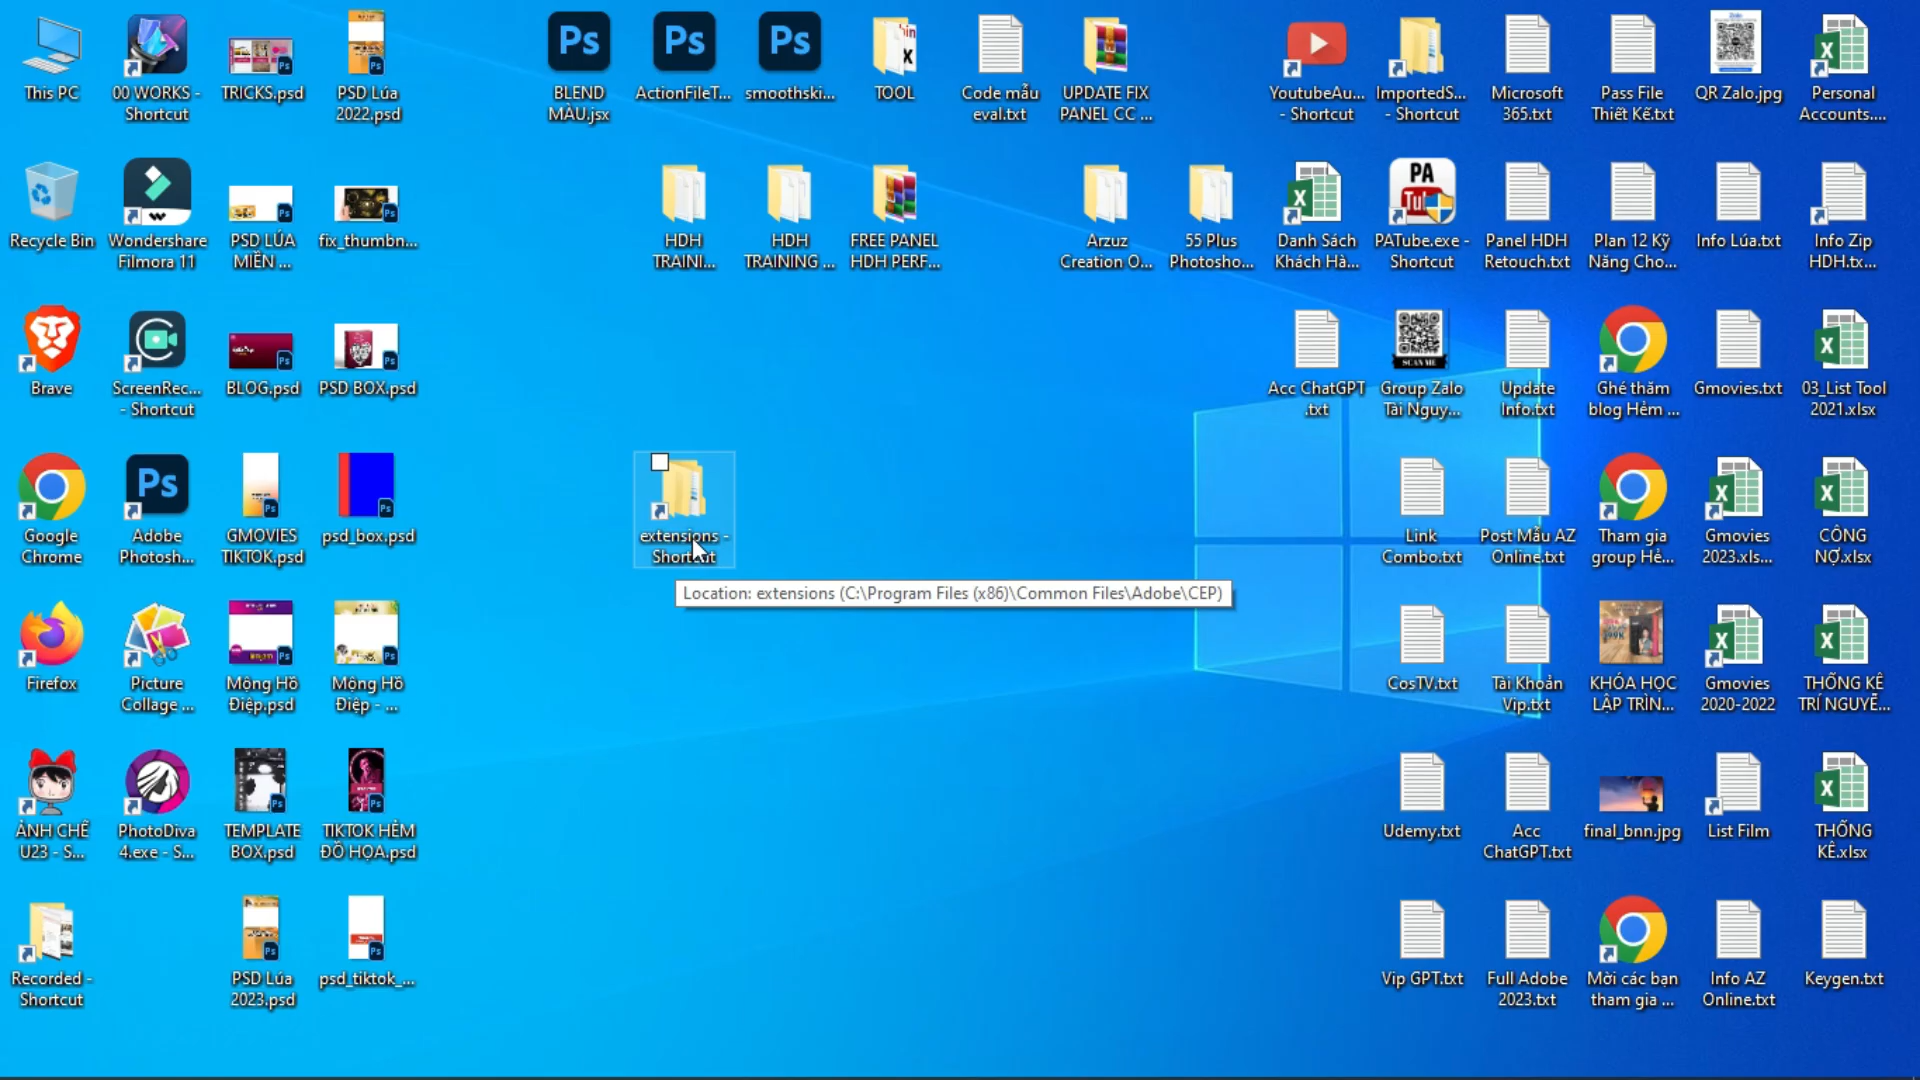 This PC
00 WORKS -
Shortcut
TRICKS.psd
PSD Lúa
2022.psd
BLEND
MÀU.jsx
ActionFileT...
smoothski...
TOOL
Code mẫu
eval.txt
UPDATE FIX
PANEL CC ...
YoutubeAu...
- Shortcut
ImportedS...
- Shortcut
Microsoft
365.txt
Pass File
Thiết Kế.txt
QR Zalo.jpg
Personal
Accounts....
Recycle Bin
Wondershare
Filmora 11
PSD LÚA
MIỀN ...
fix_thumbn...
HDH
TRAINI...
HDH
TRAINING ...
FREE PANEL
HDH PERF...
Arzuz
Creation O...
55 Plus
Photosho...
Danh Sách
Khách Hà...
PATube.exe -
Shortcut
Panel HDH
Retouch.txt
Plan 12 Kỹ
Năng Cho...
Info Lúa.txt
Info Zip
HDH.tx...
Brave
ScreenRec...
- Shortcut
BLOG.psd
PSD BOX.psd
Acc ChatGPT
.txt
SCAN ME
Group Zalo
Tài Nguy...
Update
Info.txt
Ghé thăm
blog Hẻm ...
Gmovies.txt
03_List Tool
2021.xlsx
Google
Chrome
Adobe
Photosh...
GMOVIES
TIKTOK.psd
psd_box.psd
extensions -
Shortcut
Location: extensions (C:\Program Files (x86)\Common Files\Adobe\CEP)
Link
Combo.txt
Post Mẫu AZ
Online.txt
Tham gia
group Hẻ...
Gmovies
2023.xls...
CÔNG
NỢ.xlsx
Firefox
Picture
Collage ...
Mộng Hồ
Điệp.psd
Mộng Hồ
Điệp - ...
CosTV.txt
Tài Khoản
Vip.txt
KHÓA HỌC
LẬP TRÌN...
Gmovies
2020-2022
THỐNG KÊ
TRÍ NGUYỄ...
ẢNH CHẾ
U23 - S...
PhotoDiva
4.exe - S...
TEMPLATE
BOX.psd
TIKTOK HẺM
ĐỒ HỌA.psd
Udemy.txt
Acc
ChatGPT.txt
final_bnn.jpg
List Film
THỐNG
KÊ.xlsx
Recorded -
Shortcut
PSD Lúa
2023.psd
psd_tiktok_...
Vip GPT.txt
Full Adobe
2023.txt
Mời các bạn
tham gia ...
Info AZ
Online.txt
Keygen.txt